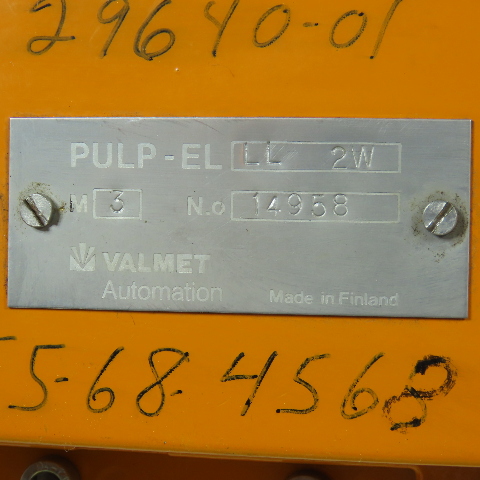 29640-01
PULP-EL LL 2W
M 3 N.o 14958
VALMET
Automation Made in Finland
5-68-4568